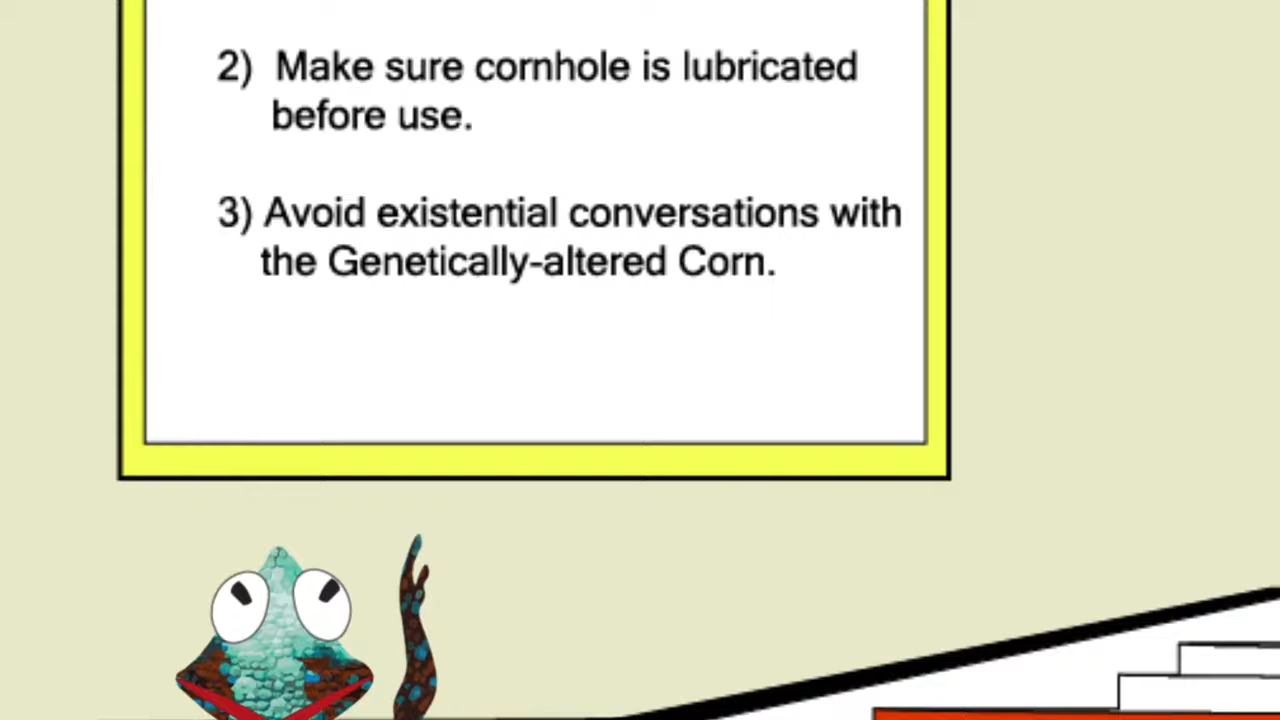 2) Make sure cornhole is lubricated
before use.
3) Avoid existential conversations with
the Genetically-altered Corn.